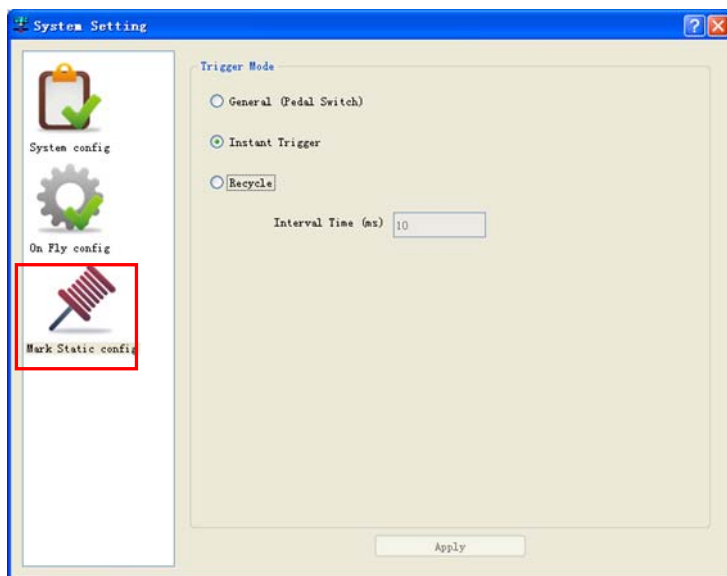 System Setting
System config
On Fly config
Mark Static config
Trigger Mode
General (Pedal Switch)
Instant Trigger
Recycle
Interval Time (ms) 10
Apply